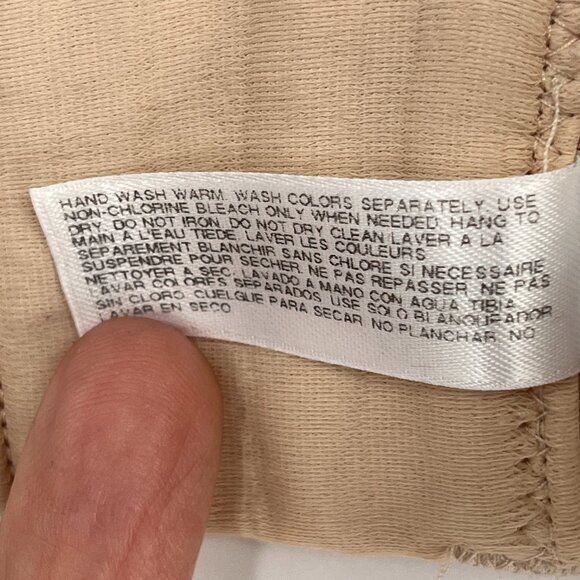 HAND WASH WARM. WASH COLORS SEPARATELY. USE
NON-CHLORINE BLEACH ONLY WHEN NEEDED. HANG TO
DRY. DO NOT IRON. DO NOT DRY CLEAN LAVER A LA
MAIN A L'EAU TIEDE. LAVER LES COULEURS
SEPAREMENT BLANCHIR SANS CHLORE SI NECESSAIRE.
SUSPENDRE POUR SECHER. NE PAS REPASSER. NE PAS
NETTOYER A SEC. LAVADO A MANO CON AGUA TIBIA.
LAVAR COLORES SEPARADOS USE SOLO BLANQUEADOR
SIN CLORO. CUELGUE PARA SECAR. NO PLANCHAR. NO
LAVAR EN SECO